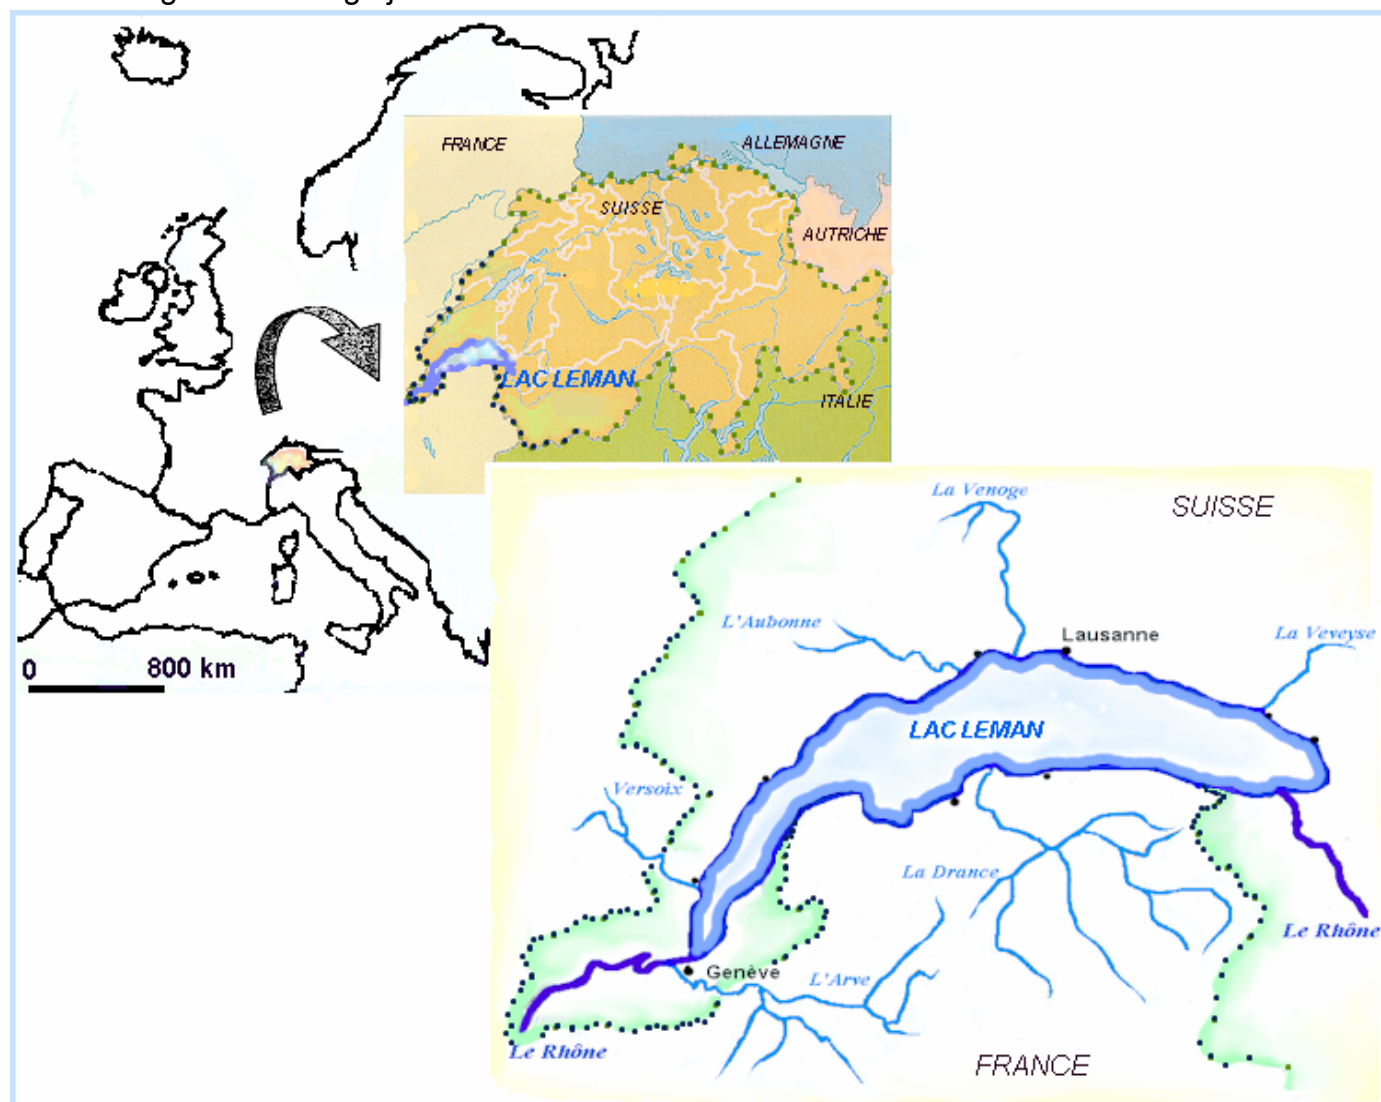 FRANCE
ALLEMAGNE
SUISSE
AUTRICHE
LAC LEMAN
ITALIE
0 800 km
La Venoge
SUISSE
L'Aubonne
Lausanne
La Veveyse
LAC LEMAN
Versoix
La Drance
Le Rhône
Genève
L'Arve
Le Rhône
FRANCE